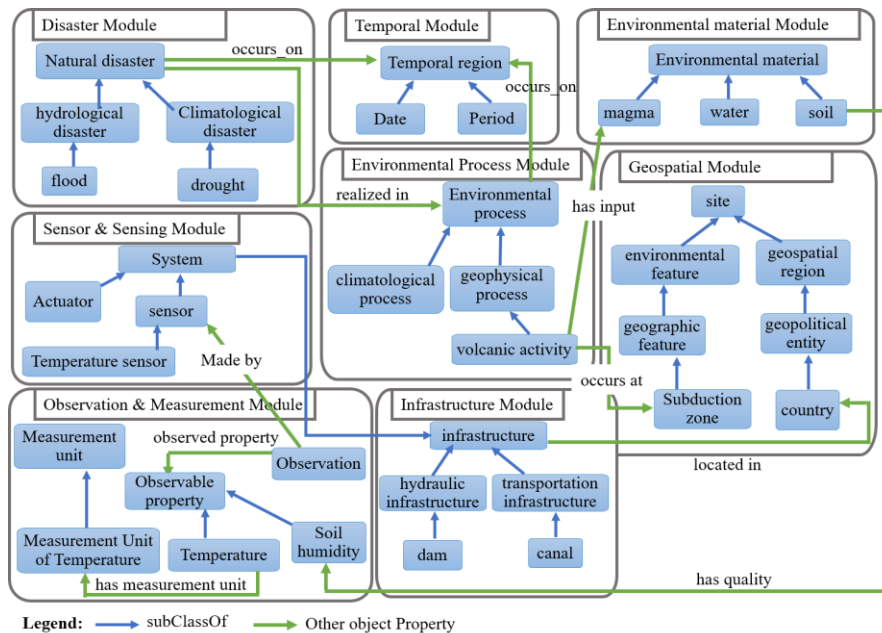 Disaster Module
Natural disaster
hydrological
disaster
Climatological
disaster
flood
drought
occurs_on
Temporal Module
Temporal region
Date
Period
occurs_on
Environmental material Module
Environmental material
magma
water
soil
realized in
Environmental Process Module
Environmental
process
climatological
process
geophysical
process
volcanic activity
has input
occurs at
Geospatial Module
site
environmental
feature
geospatial
region
geographic
feature
geopolitical
entity
Subduction
zone
country
Sensor & Sensing Module
System
Actuator
sensor
Temperature sensor
Made by
Observation & Measurement Module
Measurement
unit
observed property
Observation
Observable
property
Measurement Unit
of Temperature
Temperature
Soil
humidity
has measurement unit
Infrastructure Module
infrastructure
hydraulic
infrastructure
transportation
infrastructure
dam
canal
located in
has quality
Legend:
subClassOf
Other object Property